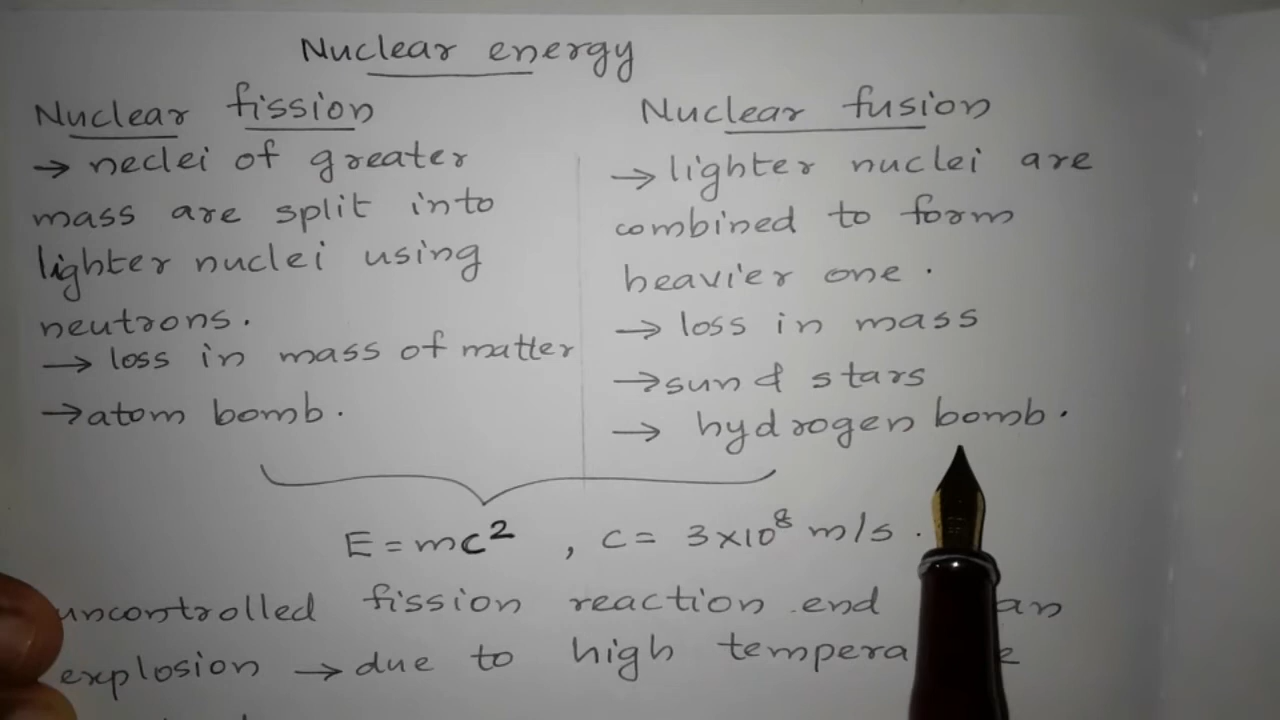 Nuclear energy
Nuclear fission
→ neclei of greater
mass are split into
lighter nuclei using
neutrons.
→ loss in mass of matter
→ atom bomb.
Nuclear fusion
→ lighter nuclei are
combined to form
heavier one.
→ loss in mass
→ sun & stars
→ hydrogen bomb.
E = mc², c = 3×10⁸ m/s.
uncontrolled fission reaction end an
explosion → due to high